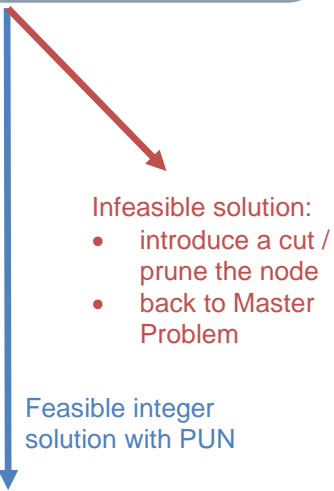 Infeasible solution:
• introduce a cut /
prune the node
• back to Master
Problem
Feasible integer
solution with PUN